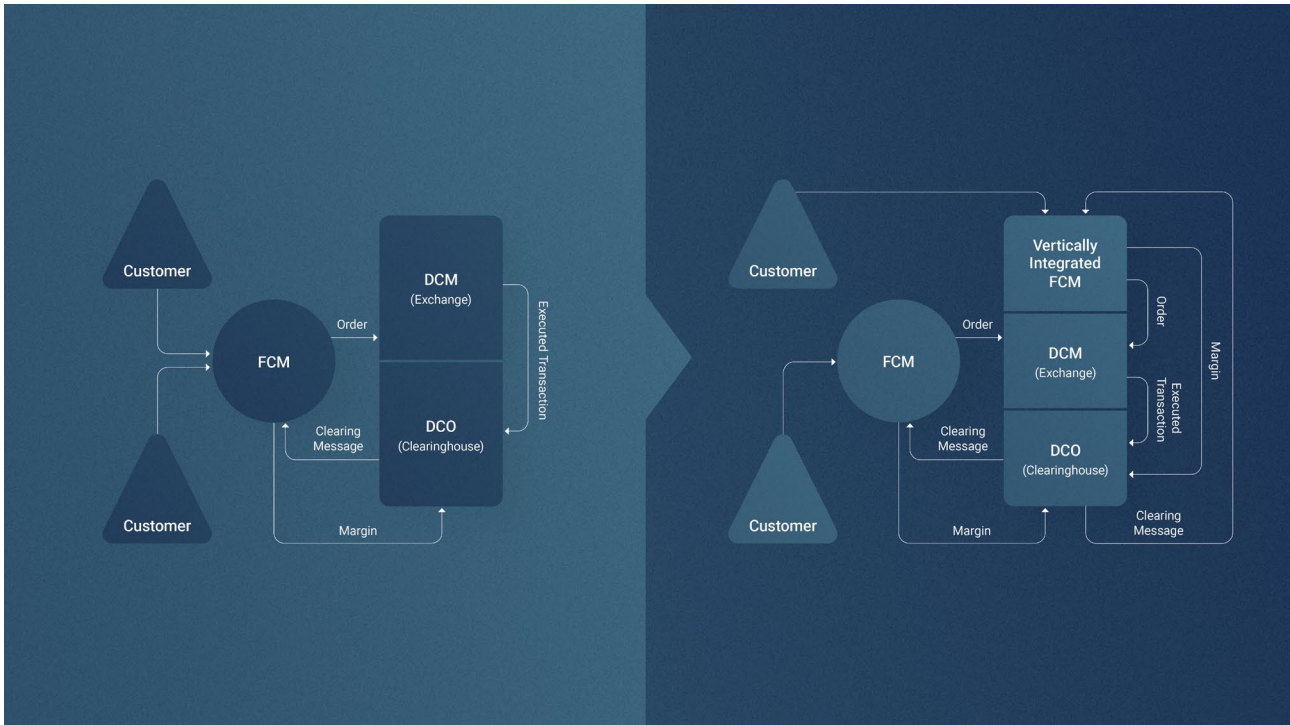 Customer
Customer
FCM
Order
DCM
(Exchange)
Executed Transaction
DCO
(Clearinghouse)
Clearing
Message
Margin
Customer
Customer
FCM
Order
Vertically
Integrated
FCM
Order
DCM
(Exchange)
Margin
Executed
Transaction
DCO
(Clearinghouse)
Clearing
Message
Margin
Clearing
Message